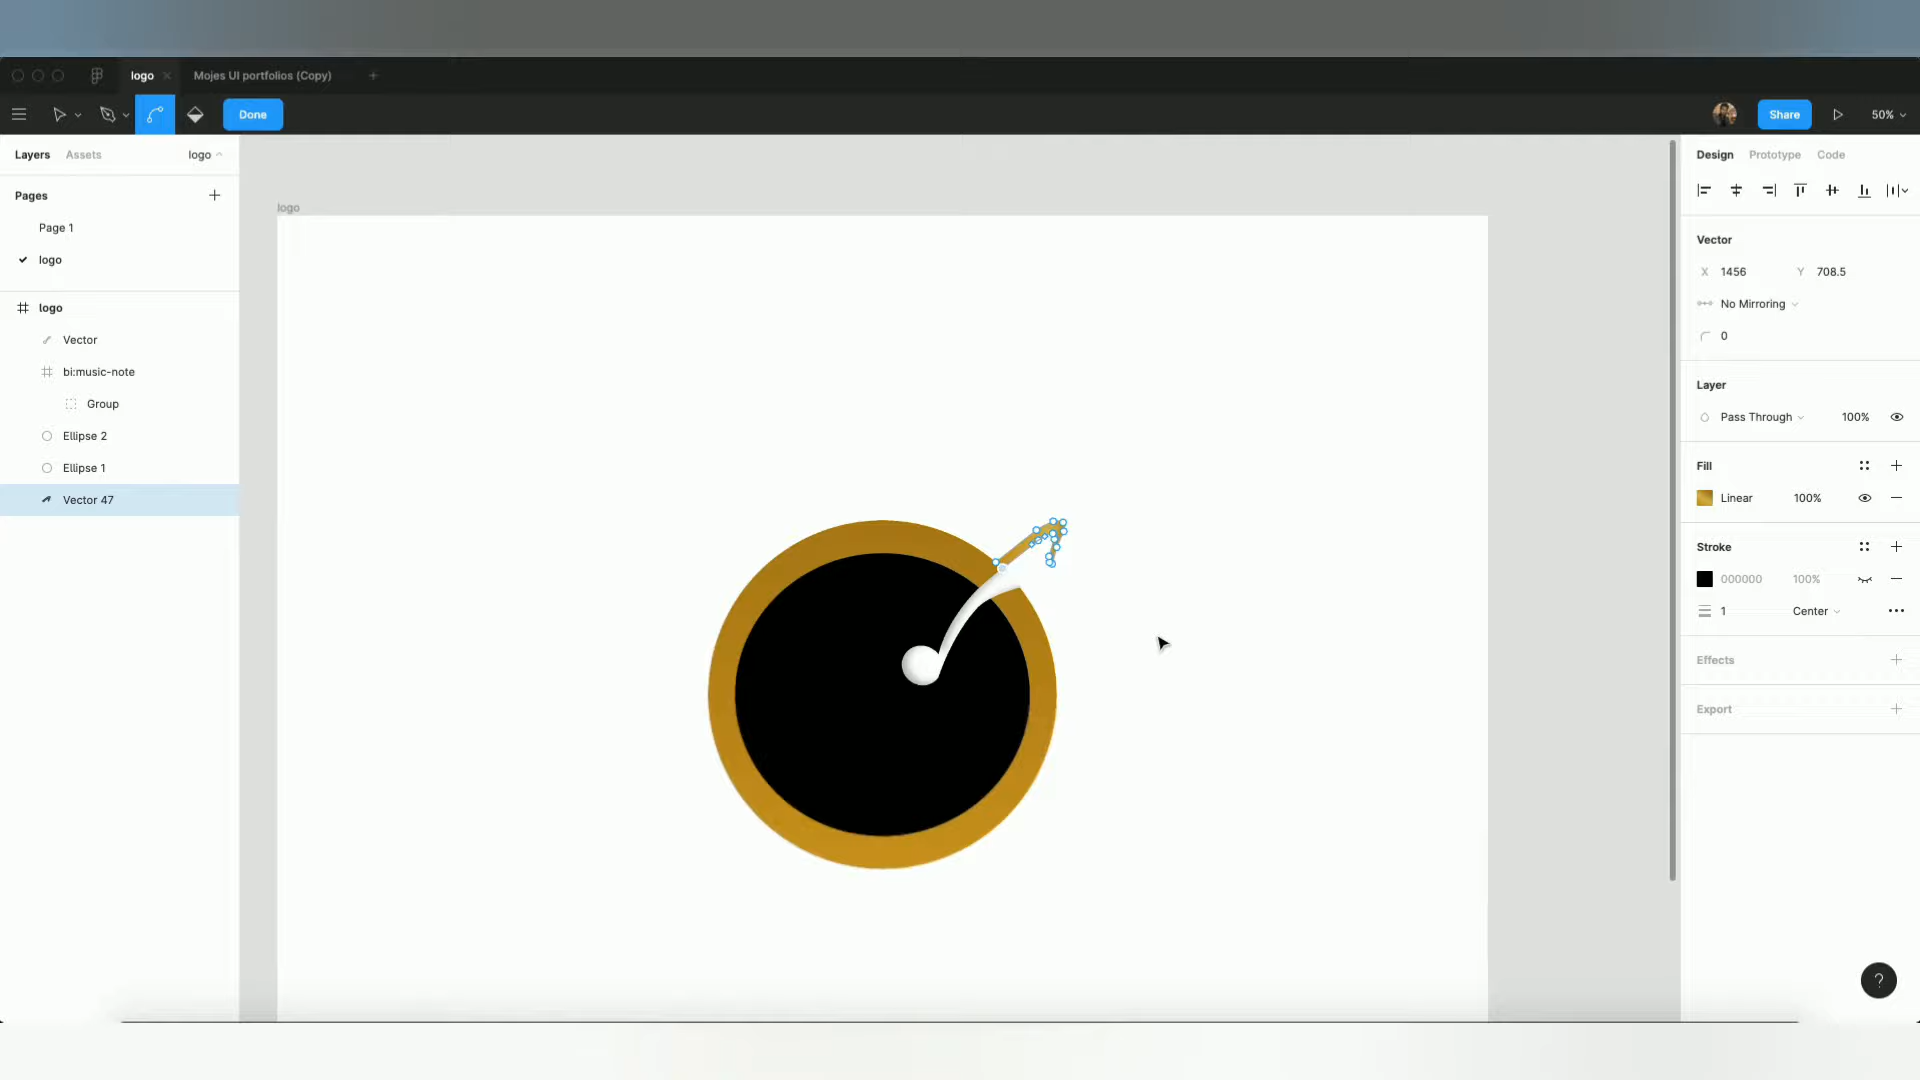 logo
Mojes UI portfolios (Copy)
Done
Share
50%
Layers
Assets
logo
Pages
Page 1
logo
logo
Vector
bi:music-note
Group
Ellipse 2
Ellipse 1
Vector 47
logo
Design
Prototype
Code
Vector
X 1456
Y 708.5
No Mirroring
0
Layer
Pass Through
100%
Fill
Linear
100%
Stroke
000000
100%
1
Center
Effects
Export
?